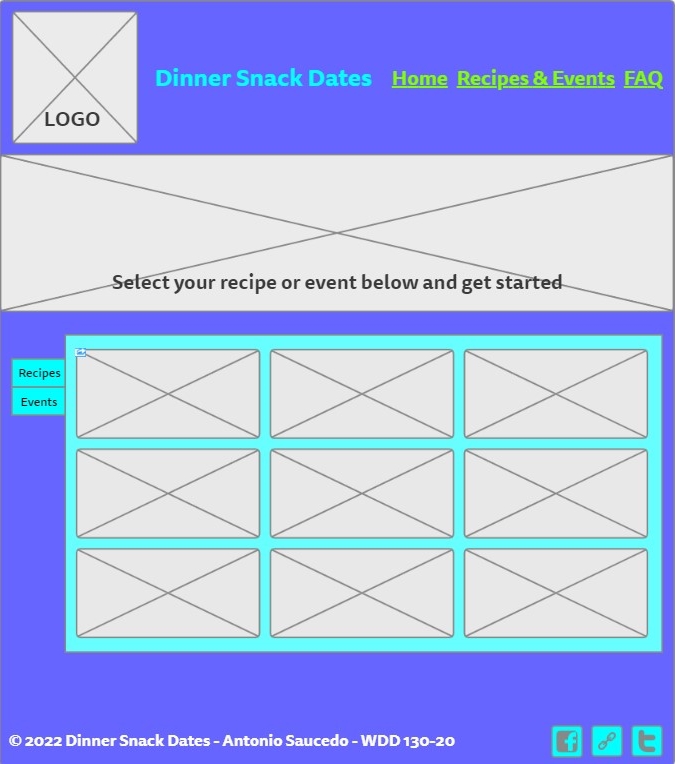 LOGO
Dinner Snack Dates
Home Recipes & Events FAQ
Select your recipe or event below and get started
Recipes
Events
© 2022 Dinner Snack Dates - Antonio Saucedo - WDD 130-20